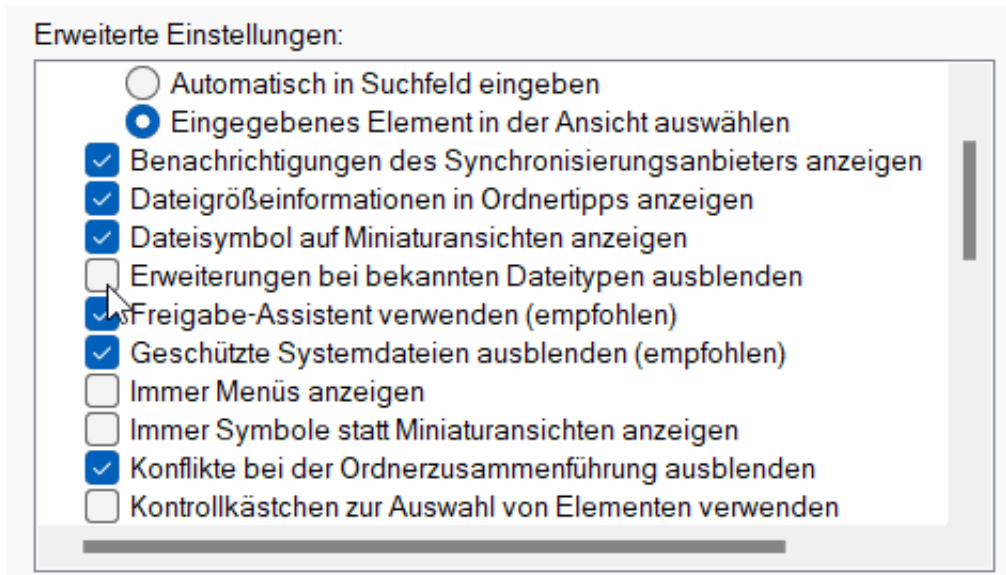 Erweiterte Einstellungen:
Automatisch in Suchfeld eingeben
Eingegebenes Element in der Ansicht auswählen
Benachrichtigungen des Synchronisierungsanbieters anzeigen
Dateigrößeinformationen in Ordnertipps anzeigen
Dateisymbol auf Miniaturansichten anzeigen
Erweiterungen bei bekannten Dateitypen ausblenden
Freigabe-Assistent verwenden (empfohlen)
Geschützte Systemdateien ausblenden (empfohlen)
Immer Menüs anzeigen
Immer Symbole statt Miniaturansichten anzeigen
Konflikte bei der Ordnerzusammenführung ausblenden
Kontrollkästchen zur Auswahl von Elementen verwenden